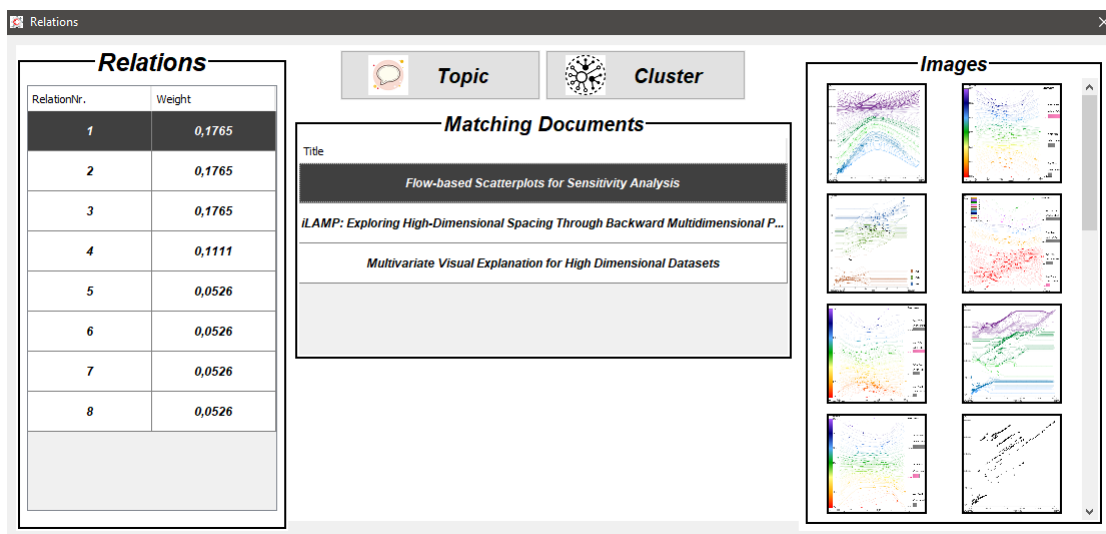 Relations
Relations
RelationNr. Weight
1 0,1765
2 0,1765
3 0,1765
4 0,1111
5 0,0526
6 0,0526
7 0,0526
8 0,0526
Topic
Cluster
Matching Documents
Title
Flow-based Scatterplots for Sensitivity Analysis
iLAMP: Exploring High-Dimensional Spacing Through Backward Multidimensional P...
Multivariate Visual Explanation for High Dimensional Datasets
Images